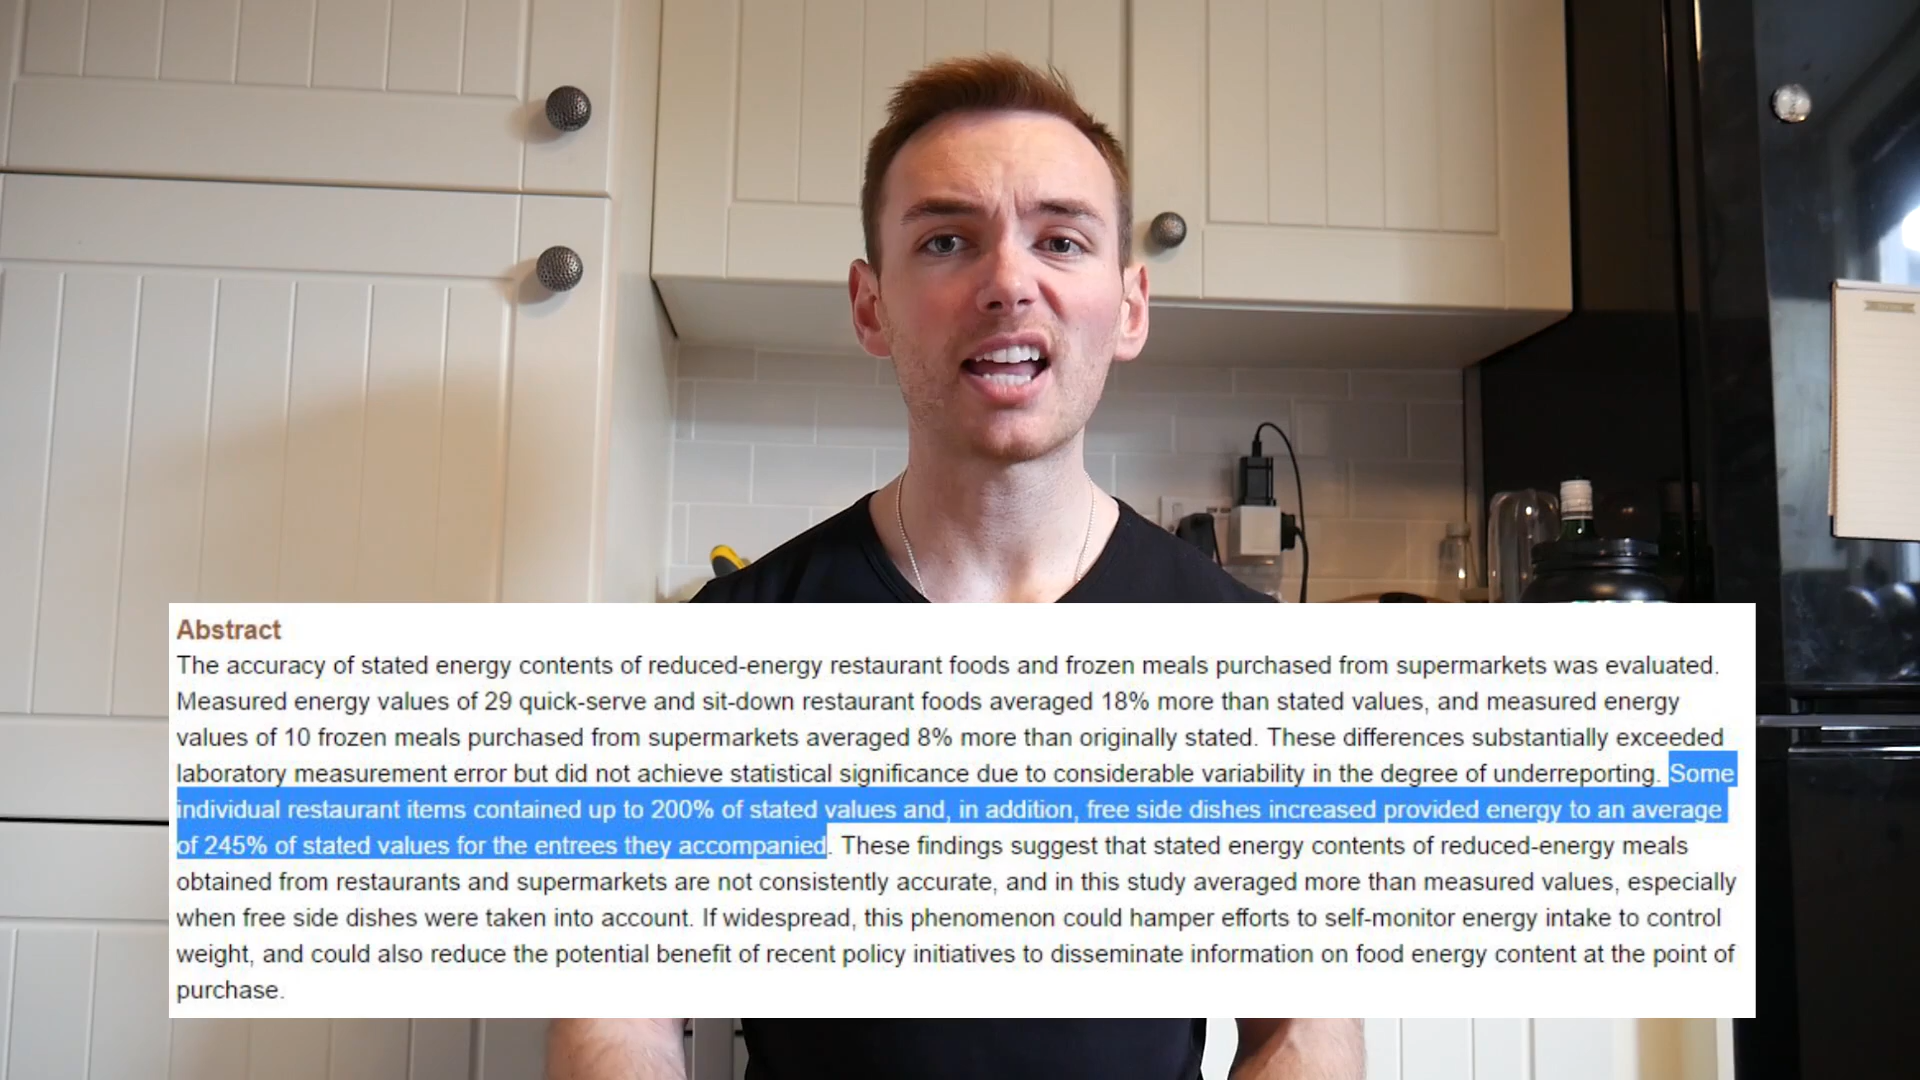 Abstract
The accuracy of stated energy contents of reduced-energy restaurant foods and frozen meals purchased from supermarkets was evaluated.
Measured energy values of 29 quick-serve and sit-down restaurant foods averaged 18% more than stated values, and measured energy
values of 10 frozen meals purchased from supermarkets averaged 8% more than originally stated. These differences substantially exceeded
laboratory measurement error but did not achieve statistical significance due to considerable variability in the degree of underreporting. Some
individual restaurant items contained up to 200% of stated values and, in addition, free side dishes increased provided energy to an average
of 245% of stated values for the entrees they accompanied. These findings suggest that stated energy contents of reduced-energy meals
obtained from restaurants and supermarkets are not consistently accurate, and in this study averaged more than measured values, especially
when free side dishes were taken into account. If widespread, this phenomenon could hamper efforts to self-monitor energy intake to control
weight, and could also reduce the potential benefit of recent policy initiatives to disseminate information on food energy content at the point of
purchase.